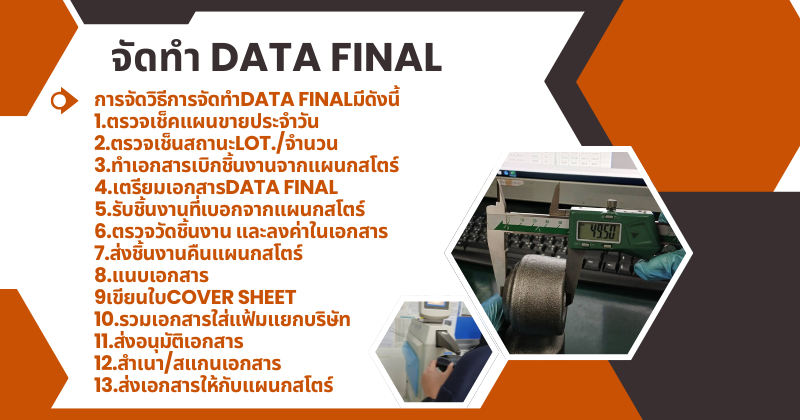 จัดทำ DATA FINAL
การจัดวิธีการจัดทำDATA FINALมีดังนี้
1.ตรวจเช็คแผนขายประจำวัน
2.ตรวจเช็นสถานะLOT./จำนวน
3.ทำเอกสารเบิกชิ้นงานจากแผนกสโตร์
4.เตรียมเอกสารDATA FINAL
5.รับชิ้นงานที่เบอกจากแผนกสโตร์
6.ตรวจวัดชิ้นงาน และลงค่าในเอกสาร
7.ส่งชิ้นงานคืนแผนกสโตร์
8.แนบเอกสาร
9เขียนใบCOVER SHEET
10.รวมเอกสารใส่แฟ้มแยกบริษัท
11.ส่งอนุมัติเอกสาร
12.สำเนา/สแกนเอกสาร
13.ส่งเอกสารให้กับแผนกสโตร์
49.50